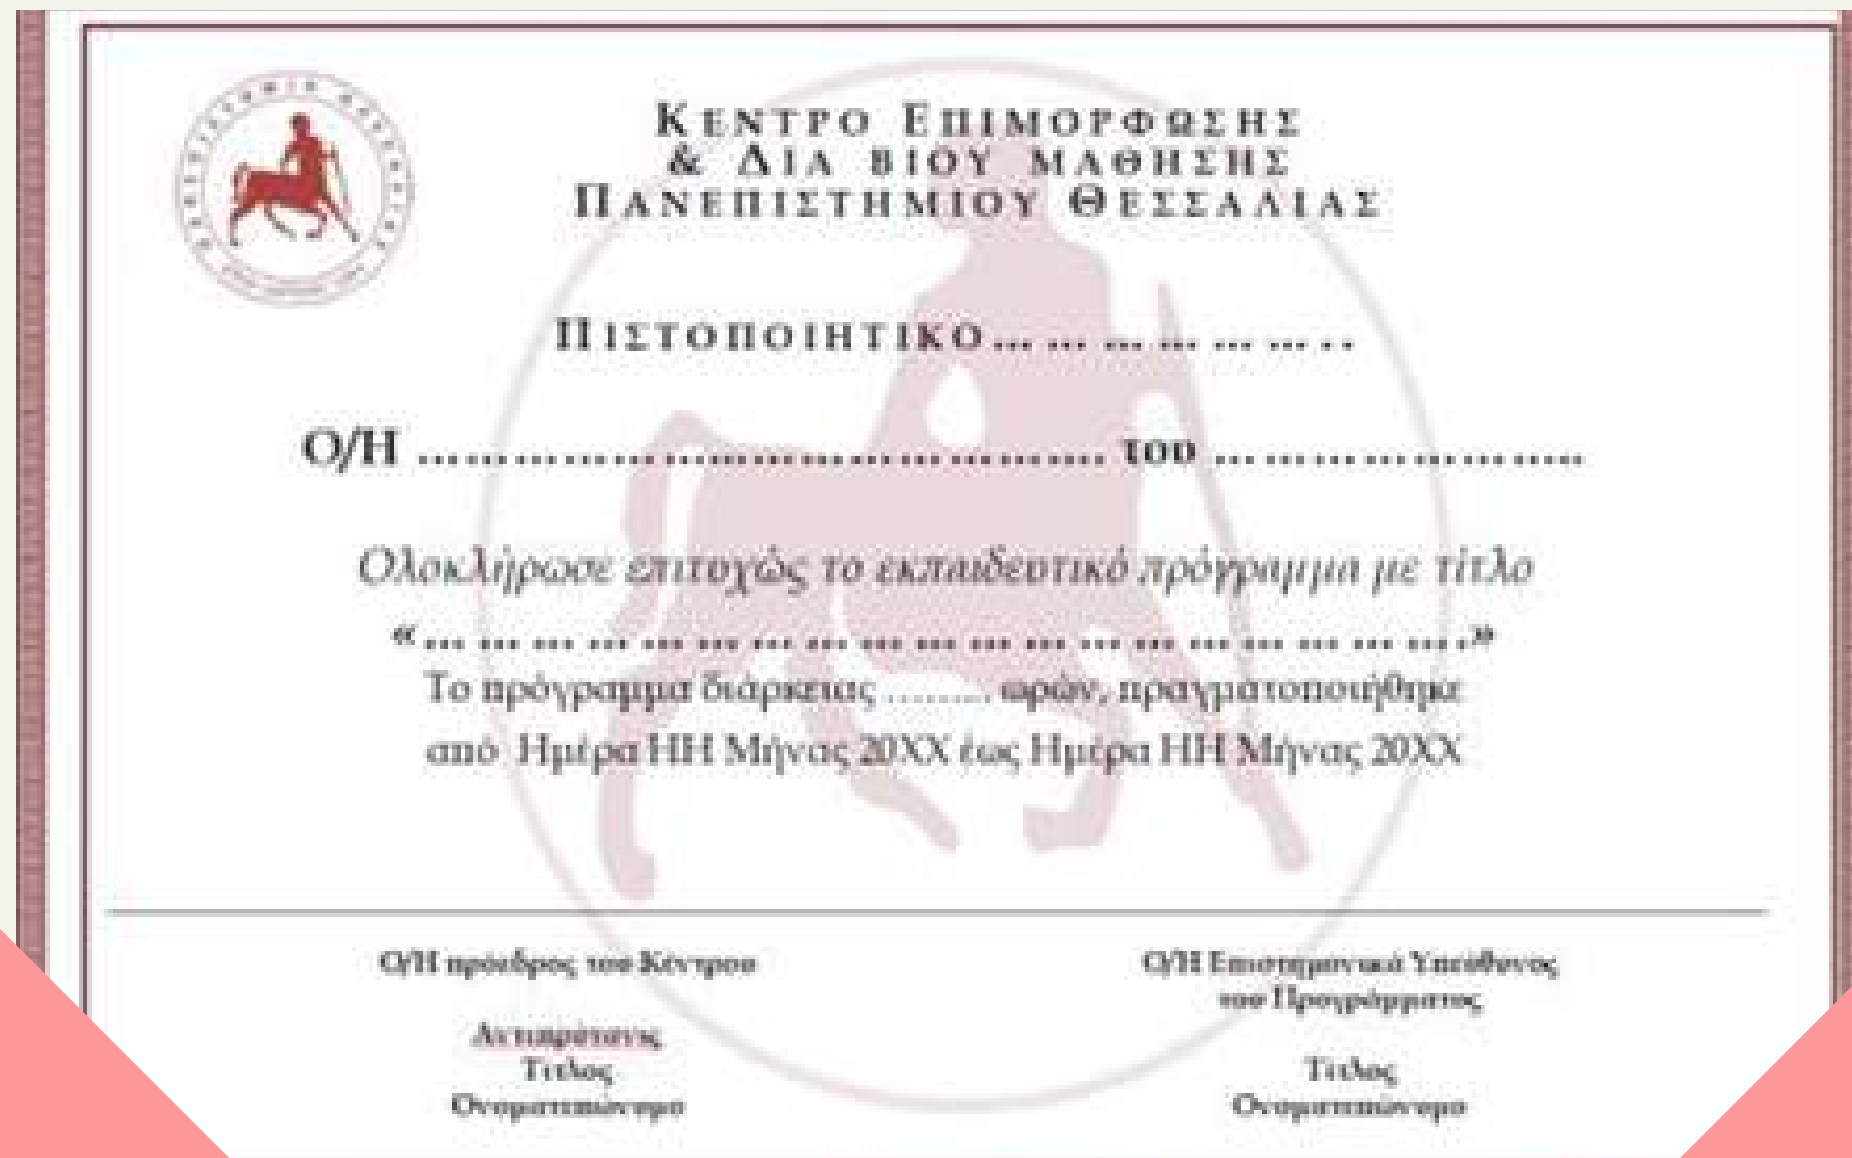 ΚΕΝΤΡΟ ΕΠΙΜΟΡΦΩΣΗΣ
& ΔΙΑ ΒΙΟΥ ΜΑΘΗΣΗΣ
ΠΑΝΕΠΙΣΤΗΜΙΟΥ ΘΕΣΣΑΛΙΑΣ
ΠΙΣΤΟΠΟΙΗΤΙΚΟ... ... ... ... ... ... . .
Ο/Η ............................................. του ...........................
Ολοκλήρωσε επιτυχώς το εκπαιδευτικό πρόγραμμα με τίτλο
«... ... ... ... ... ... ... ... ... ... ... ... ... ... ... ... ... ... ... ....»
Το πρόγραμμα διάρκειας ......... ωρών, πραγματοποιήθηκε
από Ημέρα ΗΗ Μήνας 20ΧΧ έως Ημέρα ΗΗ Μήνας 20ΧΧ
Ο/Η πρόεδρος του Κέντρου
Αντιπρύτανης
Τίτλος
Ονοματεπώνυμο
Ο/Η Επιστημονικά Υπεύθυνος
του Προγράμματος
Τίτλος
Ονοματεπώνυμο